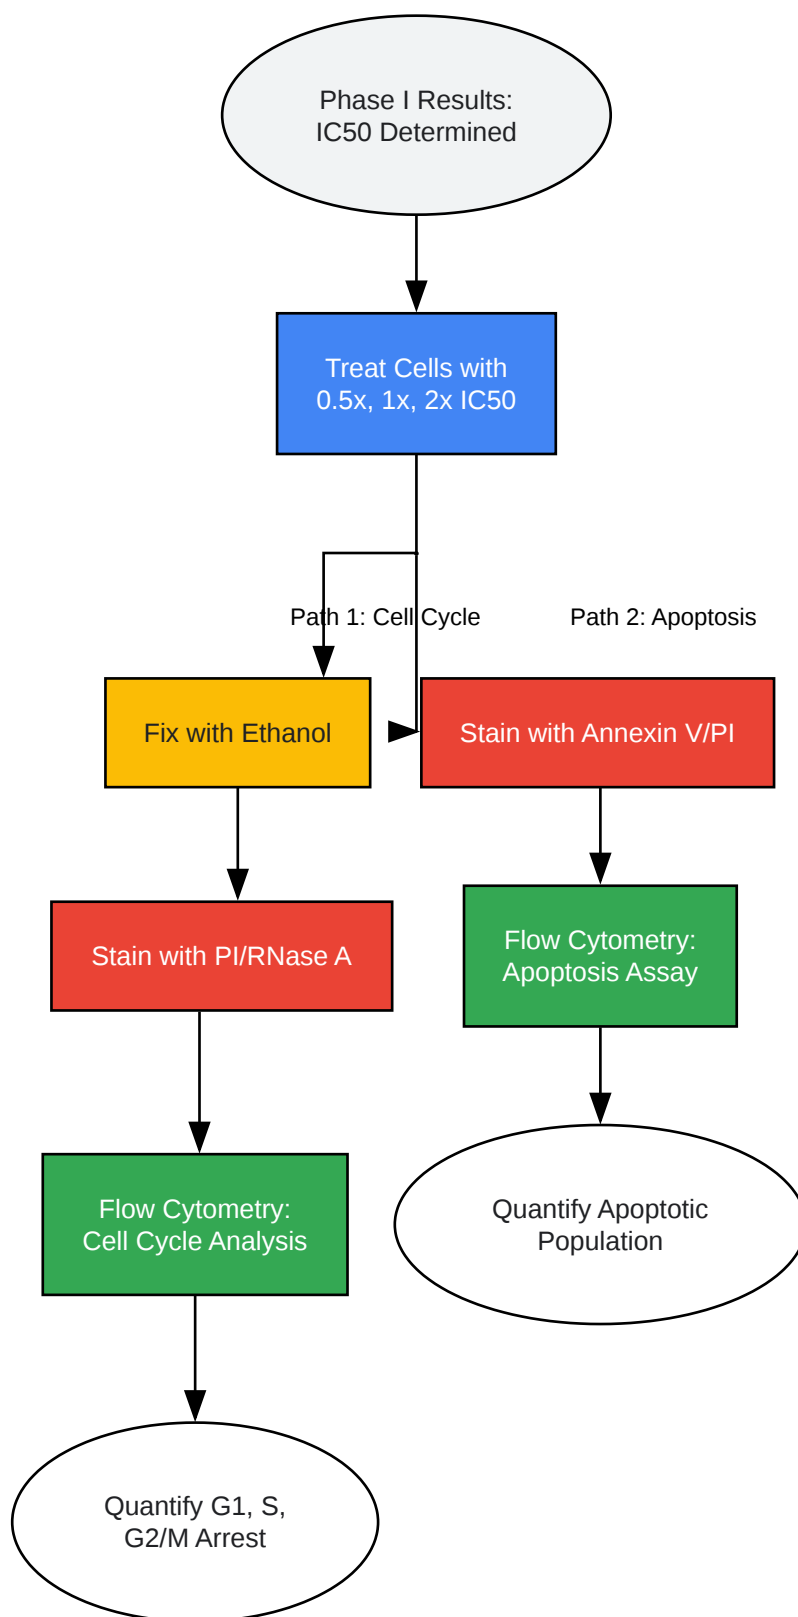 Phase I Results:
IC50 Determined
Treat Cells with
0.5x, 1x, 2x IC50
Path 1: Cell Cycle
Path 2: Apoptosis
Fix with Ethanol
Stain with Annexin V/PI
Stain with PI/RNase A
Flow Cytometry:
Apoptosis Assay
Flow Cytometry:
Cell Cycle Analysis
Quantify Apoptotic
Population
Quantify G1, S,
G2/M Arrest